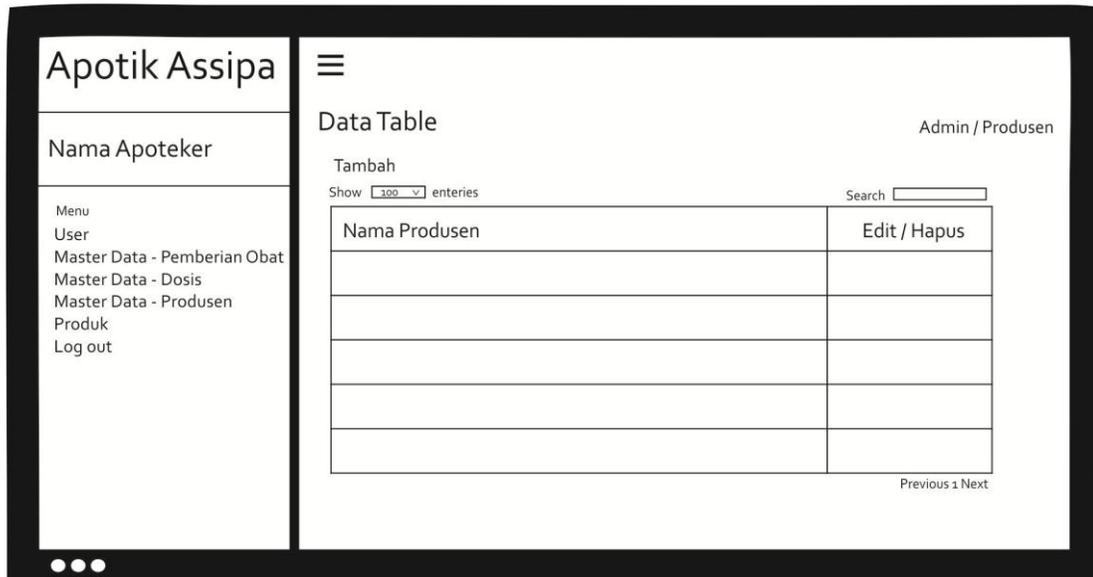 Apotik Assipa
Nama Apoteker
Menu
User
Master Data - Pemberian Obat
Master Data - Dosis
Master Data - Produsen
Produk
Log out
Data Table
Admin / Produsen
Tambah
Show 100 enteries
Search
Nama Produsen Edit / Hapus
Previous 1 Next